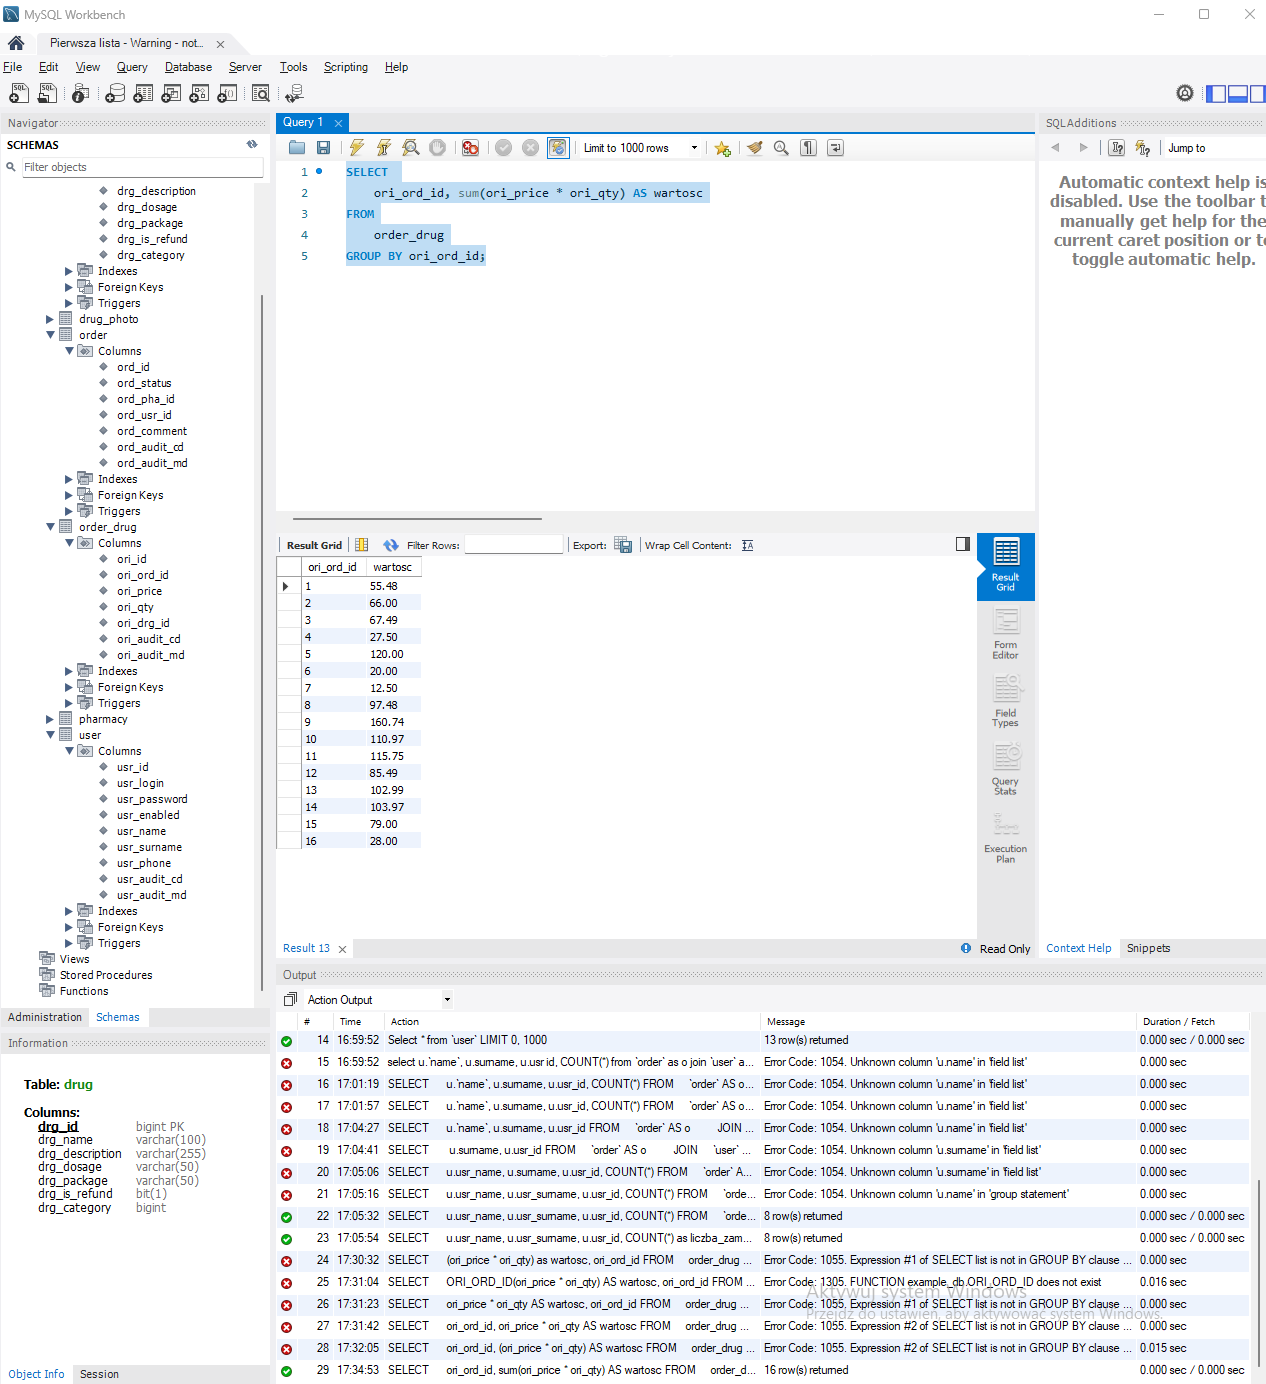 MySQL Workbench
Pierwsza lista - Warning - not...
File Edit View Query Database Server Tools Scripting Help
Navigator
SCHEMAS
Filter objects
drg_description
drg_dosage
drg_package
drg_is_refund
drg_category
Indexes
Foreign Keys
Triggers
drug_photo
order
Columns
ord_id
ord_status
ord_pha_id
ord_usr_id
ord_comment
ord_audit_cd
ord_audit_md
Indexes
Foreign Keys
Triggers
order_drug
Columns
ori_id
ori_ord_id
ori_price
ori_qty
ori_drg_id
ori_audit_cd
ori_audit_md
Indexes
Foreign Keys
Triggers
pharmacy
user
Columns
usr_id
usr_login
usr_password
usr_enabled
usr_name
usr_surname
usr_phone
usr_audit_cd
usr_audit_md
Indexes
Foreign Keys
Triggers
Views
Stored Procedures
Functions
Administration Schemas
Information
Table: drug
Columns:
drg_id bigint PK
drg_name varchar(100)
drg_description varchar(255)
drg_dosage varchar(50)
drg_package varchar(50)
drg_is_refund bit(1)
drg_category bigint
Object Info Session
Query 1
Limit to 1000 rows
1 SELECT
2 ori_ord_id, sum(ori_price * ori_qty) AS wartosc
3 FROM
4 order_drug
5 GROUP BY ori_ord_id;
Result Grid Filter Rows: Export: Wrap Cell Content:
ori_ord_id wartosc
1 55.48
2 66.00
3 67.49
4 27.50
5 120.00
6 20.00
7 12.50
8 97.48
9 160.74
10 110.97
11 115.75
12 85.49
13 102.99
14 103.97
15 79.00
16 28.00
Result
Grid
Form
Editor
Field
Types
Query
Stats
Execution
Plan
Result 13 Read Only
SQLAdditions
Jump to
Automatic context help is
disabled. Use the toolbar t
manually get help for the
current caret position or to
toggle automatic help.
Context Help Snippets
Output
Action Output
# Time Action Message Duration / Fetch
14 16:59:52 Select * from `user` LIMIT 0, 1000 13 row(s) returned 0.000 sec / 0.000 sec
15 16:59:52 select u.`name`, u.surname, u.usr id, COUNT(*) from `order` as o join `user` a... Error Code: 1054. Unknown column 'u.name' in 'field list' 0.000 sec
16 17:01:19 SELECT u.`name`, u.surname, u.usr_id, COUNT(*) FROM `order` AS o... Error Code: 1054. Unknown column 'u.name' in 'field list' 0.000 sec
17 17:01:57 SELECT u.`name`, u.surname, u.usr_id, COUNT(*) FROM `order` AS o... Error Code: 1054. Unknown column 'u.name' in 'field list' 0.000 sec
18 17:04:27 SELECT u.`name`, u.surname, u.usr_id FROM `order` AS o JOIN ... Error Code: 1054. Unknown column 'u.name' in 'field list' 0.000 sec
19 17:04:41 SELECT u.surname, u.usr_id FROM `order` AS o JOIN `user` ... Error Code: 1054. Unknown column 'u.surname' in 'field list' 0.000 sec
20 17:05:06 SELECT u.usr_name, u.surname, u.usr_id, COUNT(*) FROM `order` A... Error Code: 1054. Unknown column 'u.surname' in 'field list' 0.000 sec
21 17:05:16 SELECT u.usr_name, u.usr_surname, u.usr_id, COUNT(*) FROM `orde... Error Code: 1054. Unknown column 'u.name' in 'group statement' 0.000 sec
22 17:05:32 SELECT u.usr_name, u.usr_surname, u.usr_id, COUNT(*) FROM `orde... 8 row(s) returned 0.000 sec / 0.000 sec
23 17:05:54 SELECT u.usr_name, u.usr_surname, u.usr_id, COUNT(*) as liczba_zam... 8 row(s) returned 0.000 sec / 0.000 sec
24 17:30:32 SELECT (ori_price * ori_qty) as wartosc, ori_ord_id FROM order_drug ... Error Code: 1055. Expression #1 of SELECT list is not in GROUP BY clause ... 0.000 sec
25 17:31:04 SELECT ORI_ORD_ID(ori_price * ori_qty) AS wartosc, ori_ord_id FROM ... Error Code: 1305. FUNCTION example_db.ORI_ORD_ID does not exist 0.016 sec
Aktywuj system Windows
26 17:31:23 SELECT ori_price * ori_qty AS wartosc, ori_ord_id FROM order_drug ... Error Code: 1055. Expression #1 of SELECT list is not in GROUP BY clause ... 0.000 sec
Przejdź do ustawień, aby aktywować system Windows.
27 17:31:42 SELECT ori_ord_id, ori_price * ori_qty AS wartosc FROM order_drug ... Error Code: 1055. Expression #2 of SELECT list is not in GROUP BY clause ... 0.000 sec
28 17:32:05 SELECT ori_ord_id, (ori_price * ori_qty) AS wartosc FROM order_drug ... Error Code: 1055. Expression #2 of SELECT list is not in GROUP BY clause ... 0.015 sec
29 17:34:53 SELECT ori_ord_id, sum(ori_price * ori_qty) AS wartosc FROM order_d... 16 row(s) returned 0.000 sec / 0.000 sec